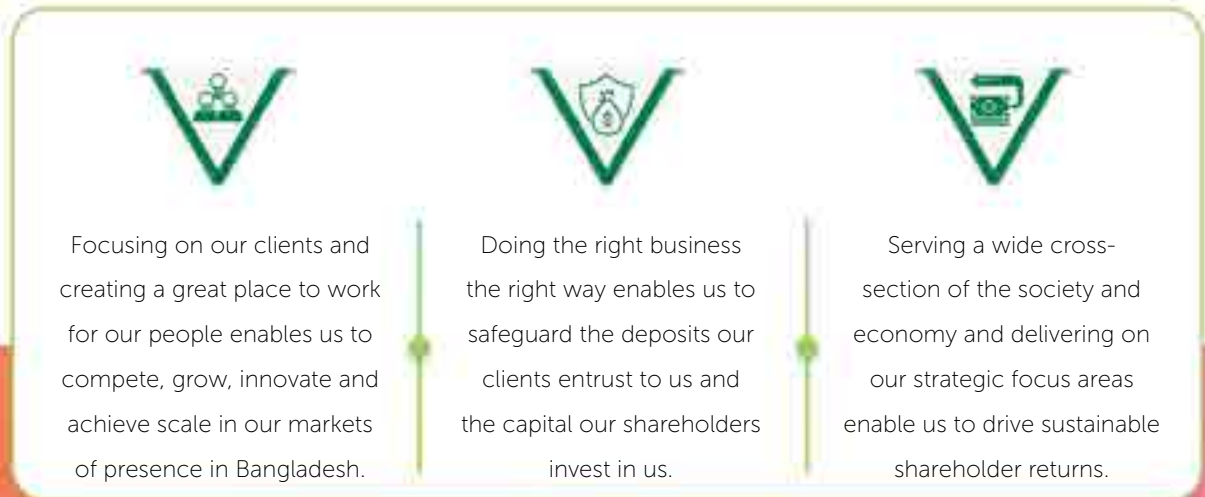 Focusing on our clients and
creating a great place to work
for our people enables us to
compete, grow, innovate and
achieve scale in our markets
of presence in Bangladesh.
Doing the right business
the right way enables us to
safeguard the deposits our
clients entrust to us and
the capital our shareholders
invest in us.
Serving a wide cross-
section of the society and
economy and delivering on
our strategic focus areas
enable us to drive sustainable
shareholder returns.